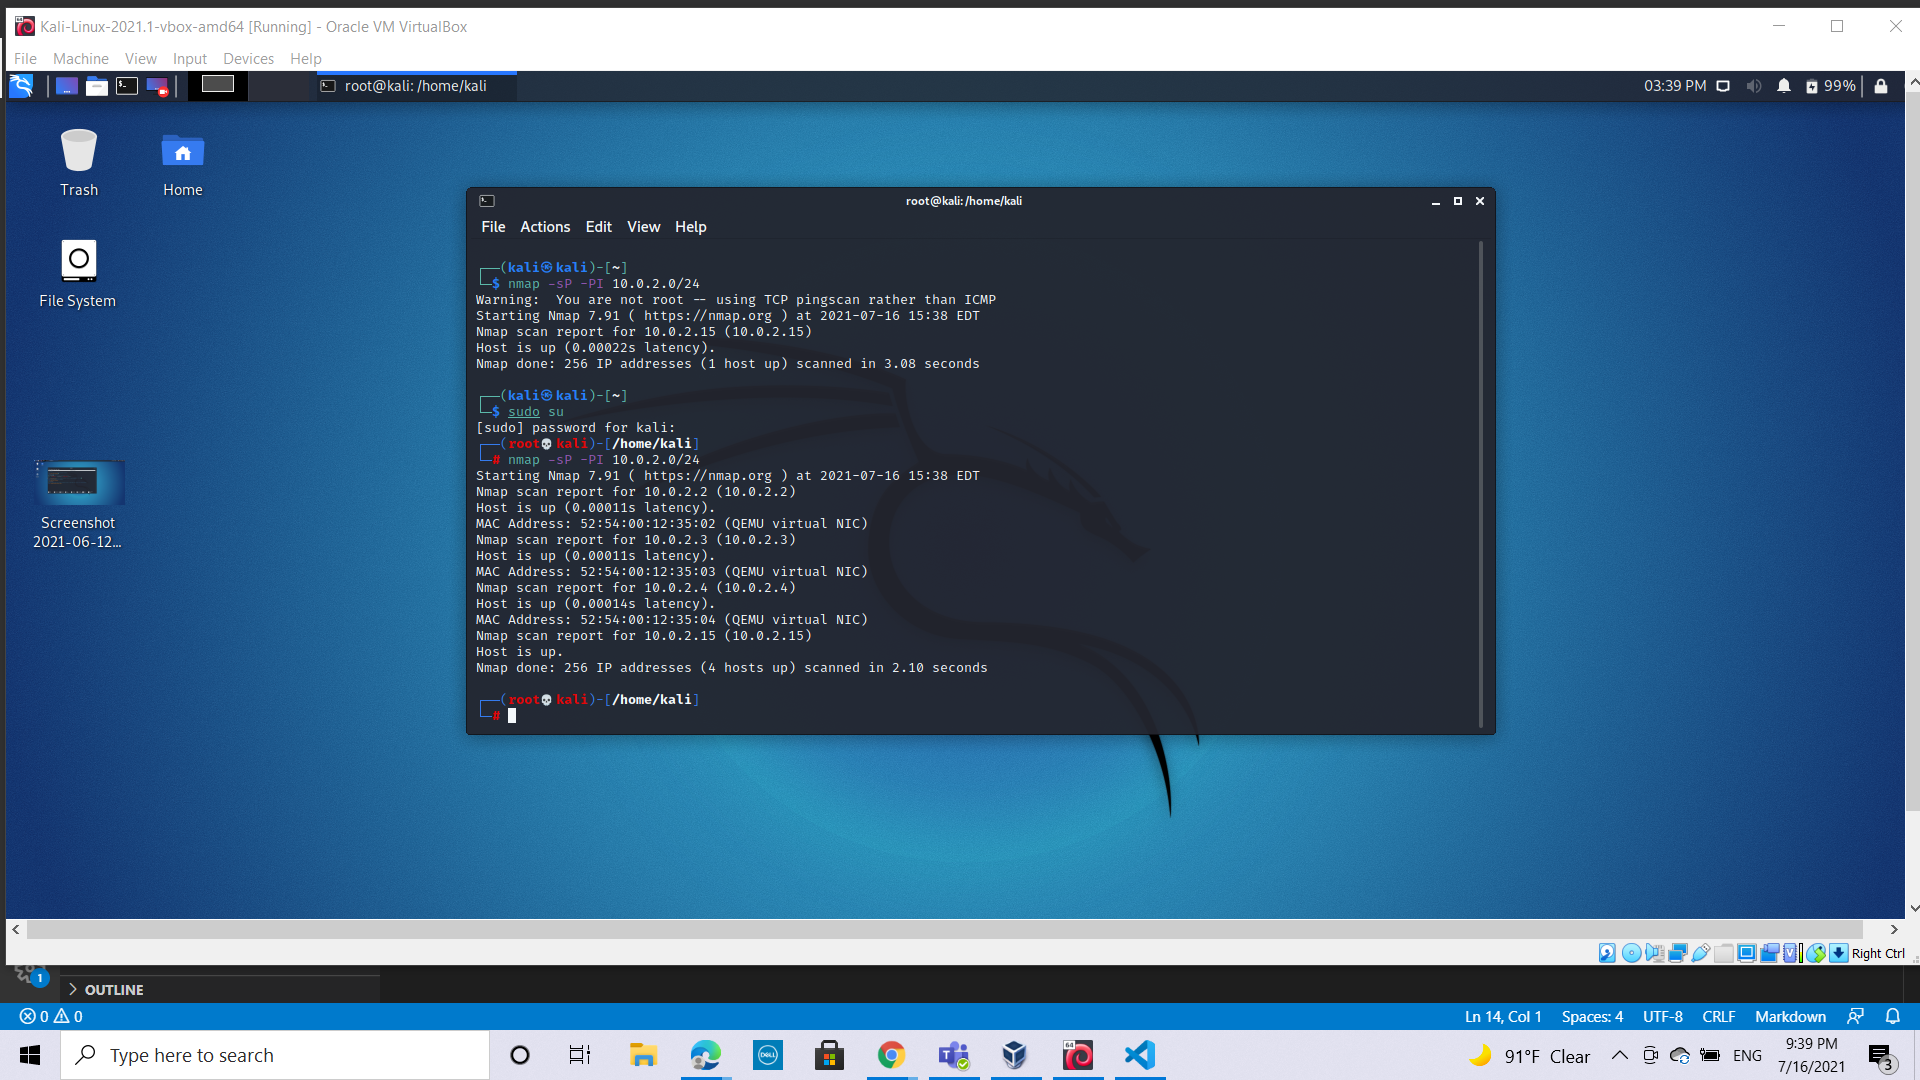 Kali-Linux-2021.1-vbox-amd64 [Running] - Oracle VM VirtualBox
File Machine View Input Devices Help
root@kali: /home/kali
03:39 PM
99%
Trash
Home
File System
Screenshot
2021-06-12...
root@kali:/home/kali
File Actions Edit View Help
┌──(kali㉿kali)-[~]
└─$ nmap -sP -PI 10.0.2.0/24
Warning:  You are not root -- using TCP pingscan rather than ICMP
Starting Nmap 7.91 ( https://nmap.org ) at 2021-07-16 15:38 EDT
Nmap scan report for 10.0.2.15 (10.0.2.15)
Host is up (0.00022s latency).
Nmap done: 256 IP addresses (1 host up) scanned in 3.08 seconds
┌──(kali㉿kali)-[~]
└─$ sudo su
[sudo] password for kali:
┌──(root💀kali)-[/home/kali]
└─# nmap -sP -PI 10.0.2.0/24
Starting Nmap 7.91 ( https://nmap.org ) at 2021-07-16 15:38 EDT
Nmap scan report for 10.0.2.2 (10.0.2.2)
Host is up (0.00011s latency).
MAC Address: 52:54:00:12:35:02 (QEMU virtual NIC)
Nmap scan report for 10.0.2.3 (10.0.2.3)
Host is up (0.00011s latency).
MAC Address: 52:54:00:12:35:03 (QEMU virtual NIC)
Nmap scan report for 10.0.2.4 (10.0.2.4)
Host is up (0.00014s latency).
MAC Address: 52:54:00:12:35:04 (QEMU virtual NIC)
Nmap scan report for 10.0.2.15 (10.0.2.15)
Host is up.
Nmap done: 256 IP addresses (4 hosts up) scanned in 2.10 seconds
┌──(root💀kali)-[/home/kali]
└─#
Right Ctrl
1
OUTLINE
0 0
Ln 14, Col 1 Spaces: 4 UTF-8 CRLF Markdown
Type here to search
DELL
64
91°F Clear
ENG
9:39 PM
7/16/2021
3